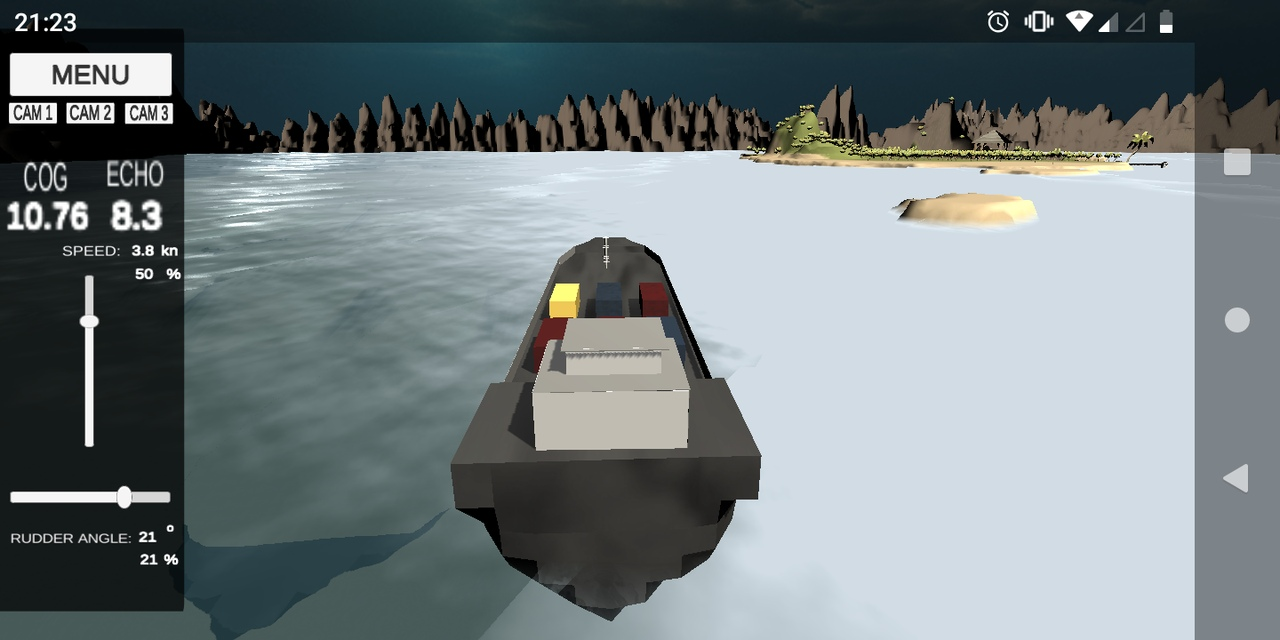 21:23
MENU
CAM 1 CAM 2 CAM 3
COG ECHO
10.76 8.3
SPEED: 3.8 kn
50 %
RUDDER ANGLE: 21 °
21 %